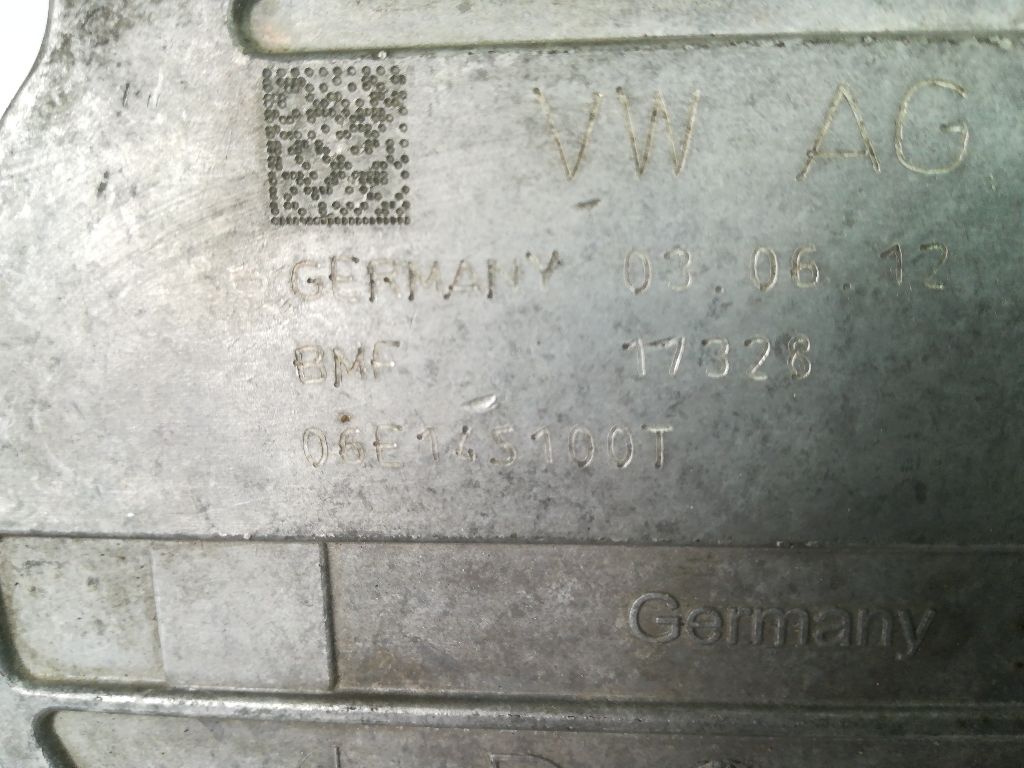 VW AG
GERMANY 03.06.12
BMF 17328
06E145100T
Germany